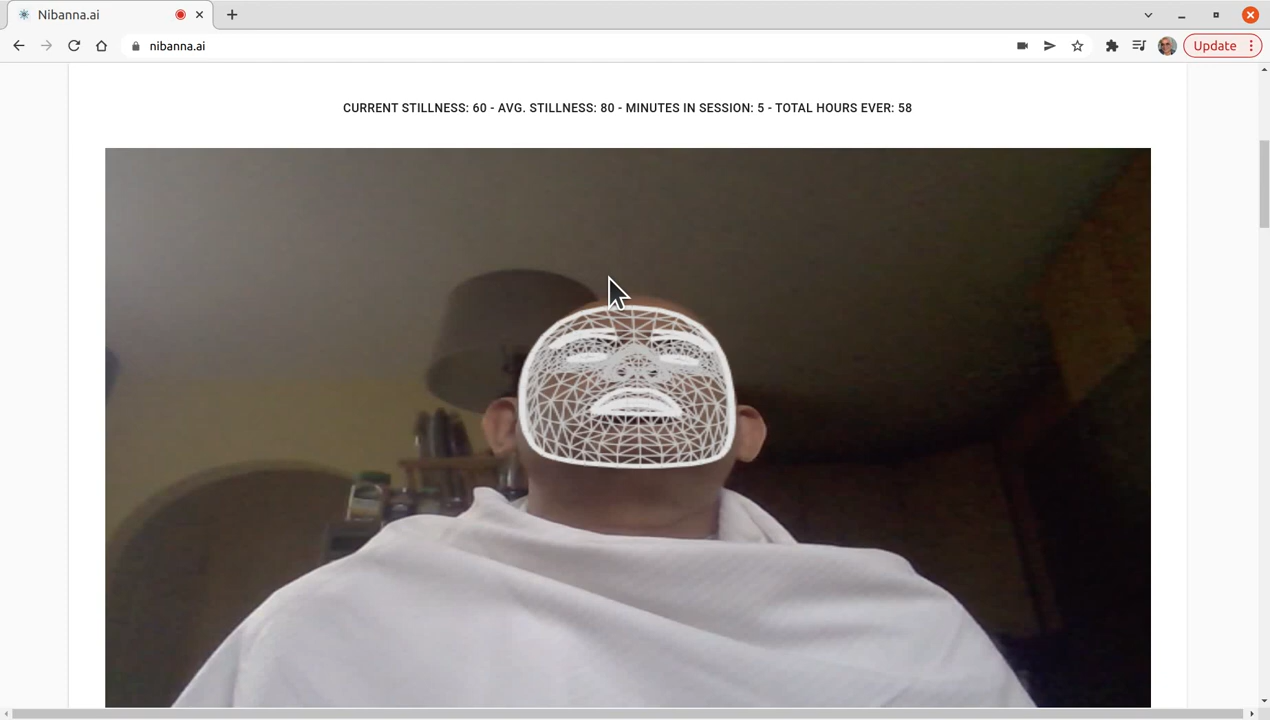 Nibanna.ai
nibanna.ai
Update
CURRENT STILLNESS: 60 - AVG. STILLNESS: 80 - MINUTES IN SESSION: 5 - TOTAL HOURS EVER: 58